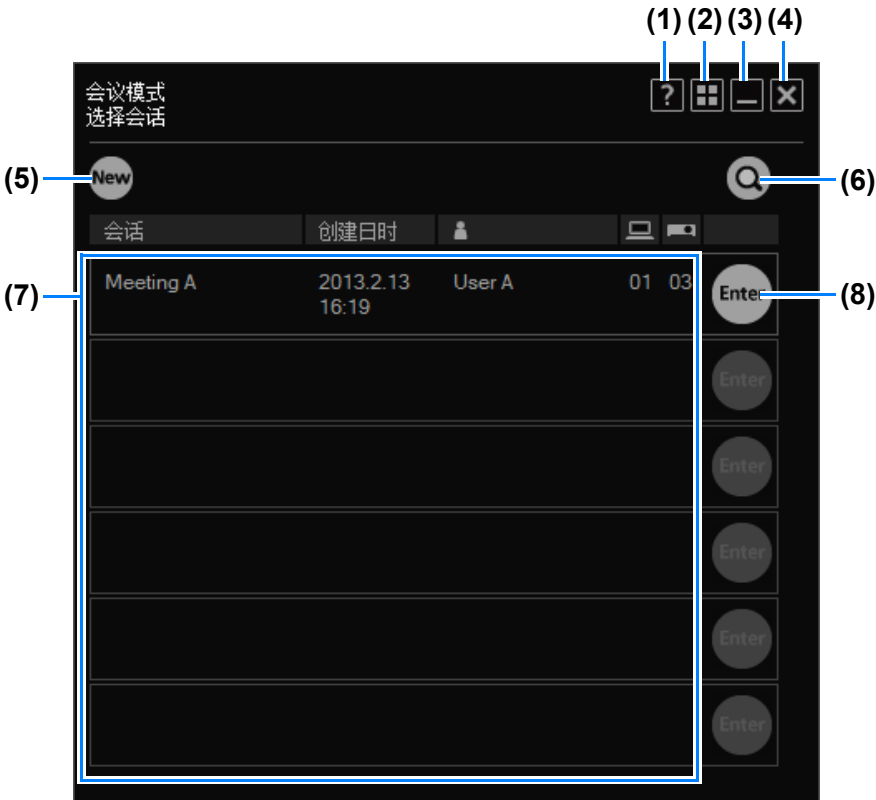 (1) (2) (3) (4)
会议模式
选择会话
?
(5)
New
(6)
会话 创建日时
(7)
Meeting A 2013.2.13 User A 01 03 Enter
16:19
(8)
Enter
Enter
Enter
Enter
Enter